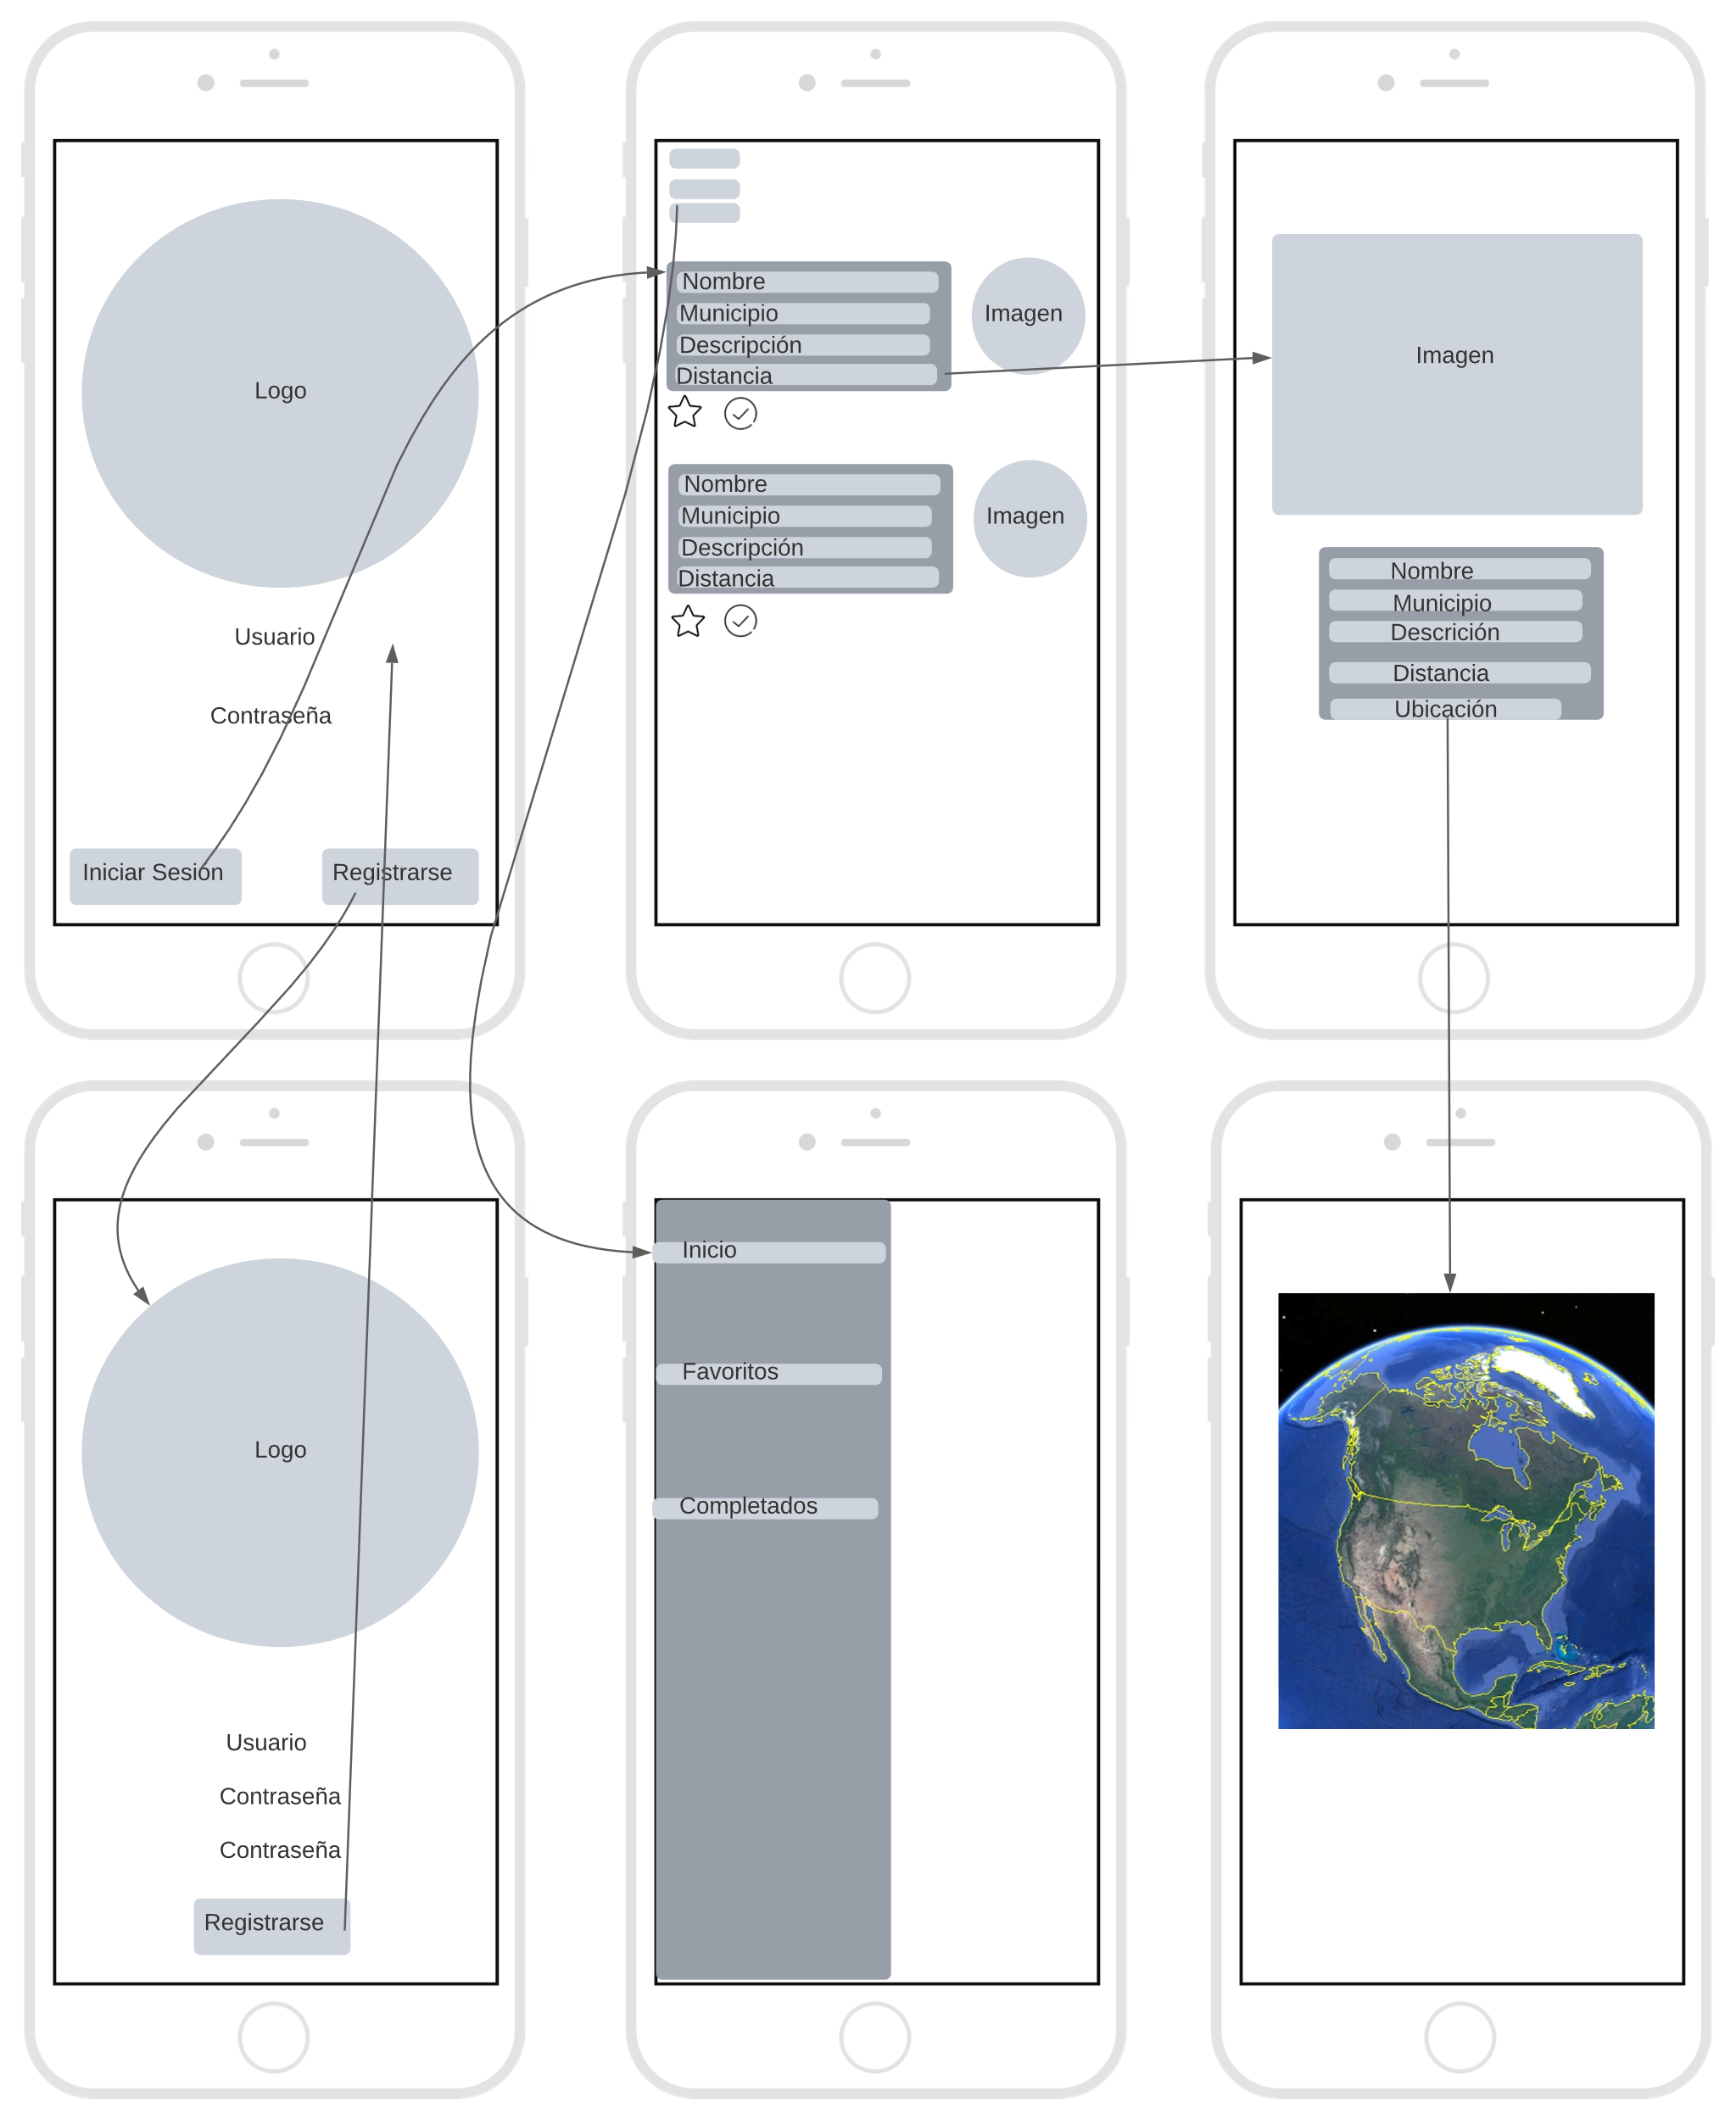 Logo
Usuario
Contraseña
Iniciar Sesión
Registrarse
Nombre
Municipio
Descripción
Distancia
Imagen
Nombre
Municipio
Descripción
Distancia
Imagen
Imagen
Nombre
Municipio
Descrición
Distancia
Ubicación
Logo
Usuario
Contraseña
Contraseña
Registrarse
Inicio
Favoritos
Completados